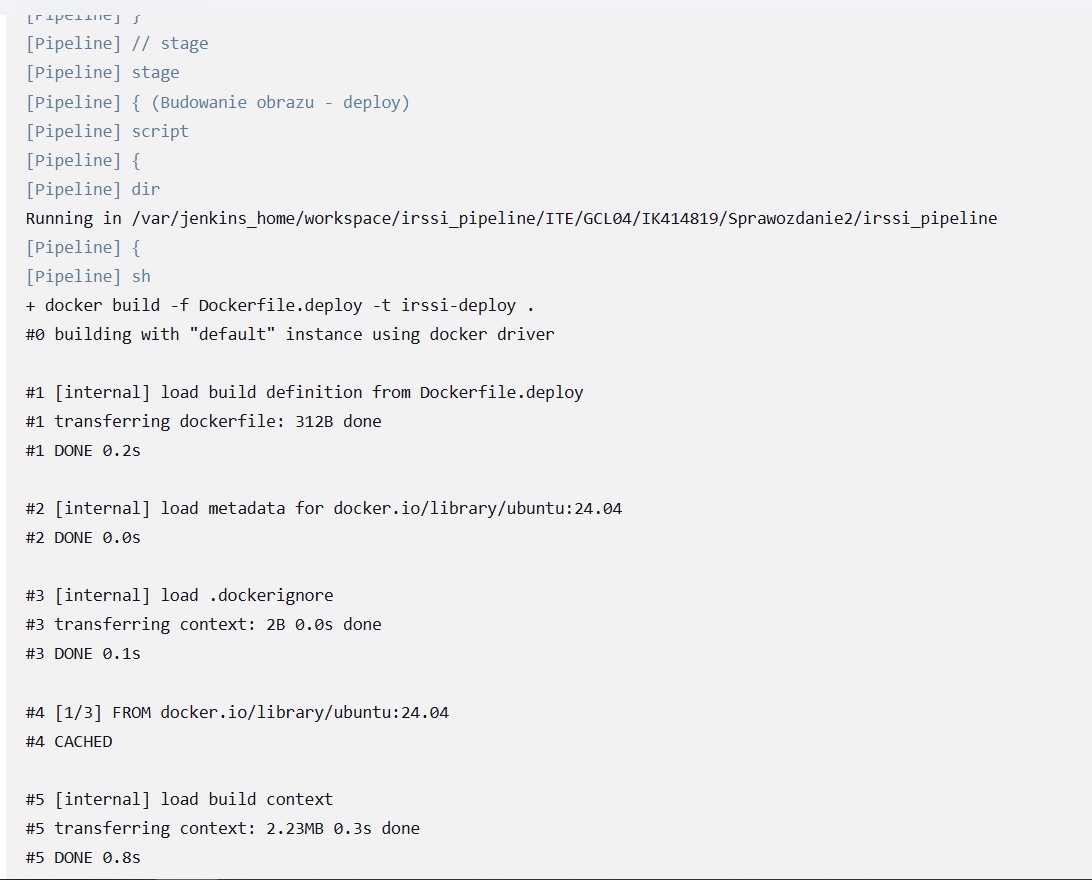 [Pipeline] }
[Pipeline] // stage
[Pipeline] stage
[Pipeline] { (Budowanie obrazu - deploy)
[Pipeline] script
[Pipeline] {
[Pipeline] dir
Running in /var/jenkins_home/workspace/irssi_pipeline/ITE/GCL04/IK414819/Sprawozdanie2/irssi_pipeline
[Pipeline] {
[Pipeline] sh
+ docker build -f Dockerfile.deploy -t irssi-deploy .
#0 building with "default" instance using docker driver

#1 [internal] load build definition from Dockerfile.deploy
#1 transferring dockerfile: 312B done
#1 DONE 0.2s

#2 [internal] load metadata for docker.io/library/ubuntu:24.04
#2 DONE 0.0s

#3 [internal] load .dockerignore
#3 transferring context: 2B 0.0s done
#3 DONE 0.1s

#4 [1/3] FROM docker.io/library/ubuntu:24.04
#4 CACHED

#5 [internal] load build context
#5 transferring context: 2.23MB 0.3s done
#5 DONE 0.8s